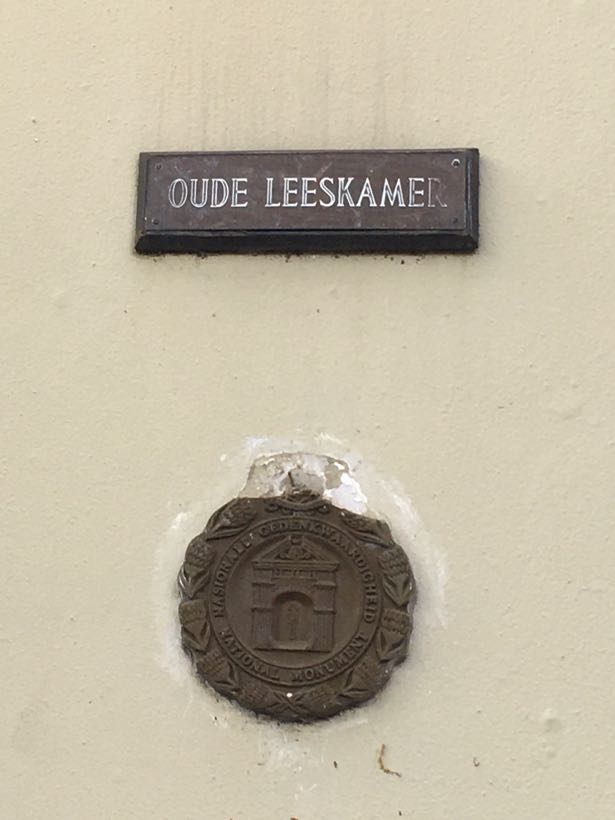 OUDE LEESKAMER
NASIONALE GEDENKWAARDIGHEID
NATIONAL MONUMENT